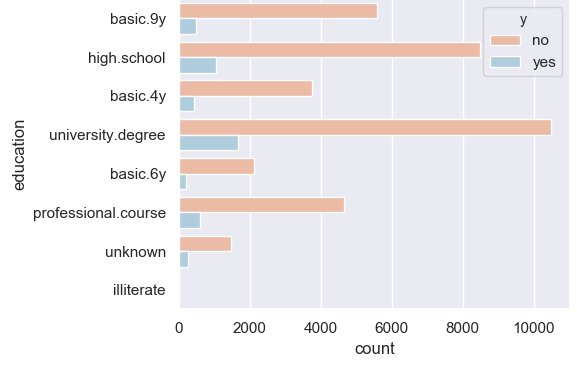 y
no
yes
education
basic.9y
high.school
basic.4y
university.degree
basic.6y
professional.course
unknown
illiterate
0 2000 4000 6000 8000 10000
count